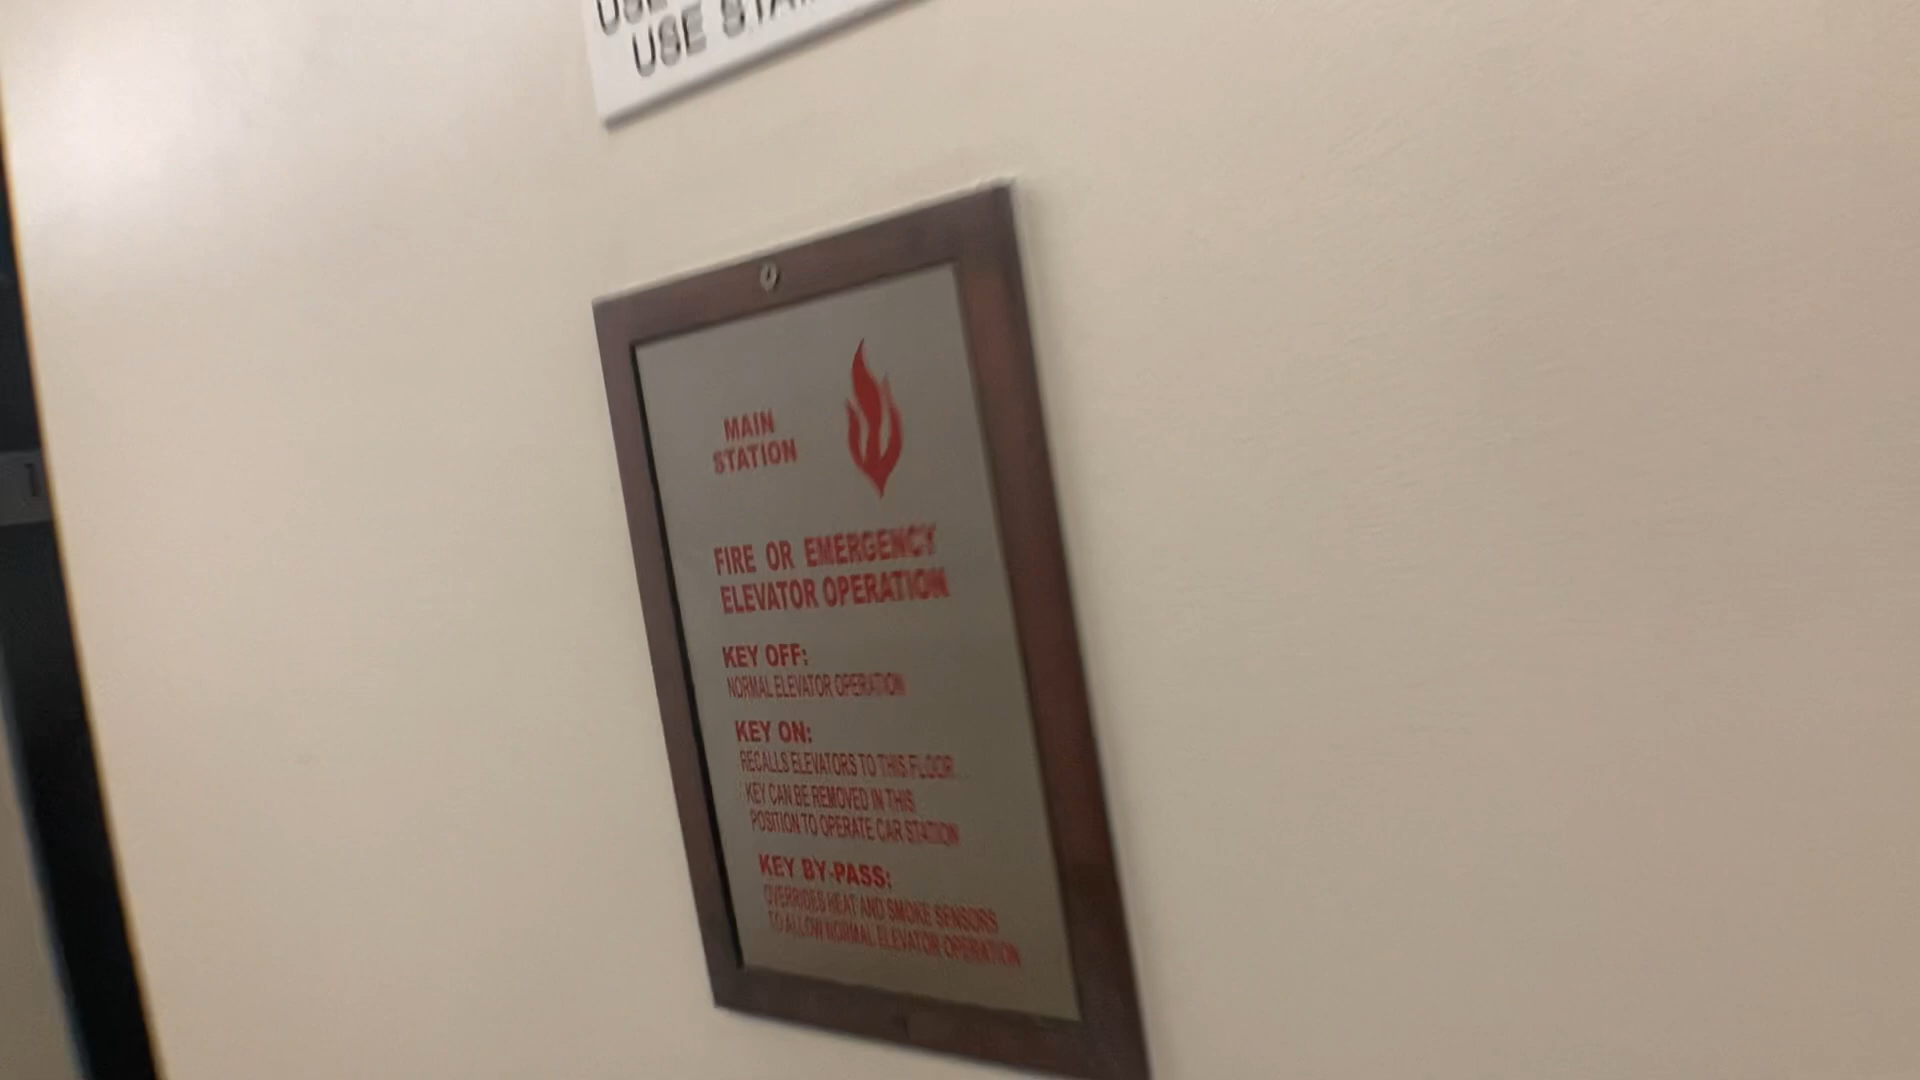 USE
USE
MAIN
STATION
FIRE OR EMERGENCY
ELEVATOR OPERATION
KEY OFF:
NORMAL ELEVATOR OPERATION
KEY ON:
RECALLS ELEVATORS TO THIS FLOOR
KEY CAN BE REMOVED IN THIS
POSITION TO OPERATE CAR STATION
KEY BY-PASS:
OVERRIDES HEAT AND SMOKE SENSORS
TO ALLOW NORMAL ELEVATOR OPERATION